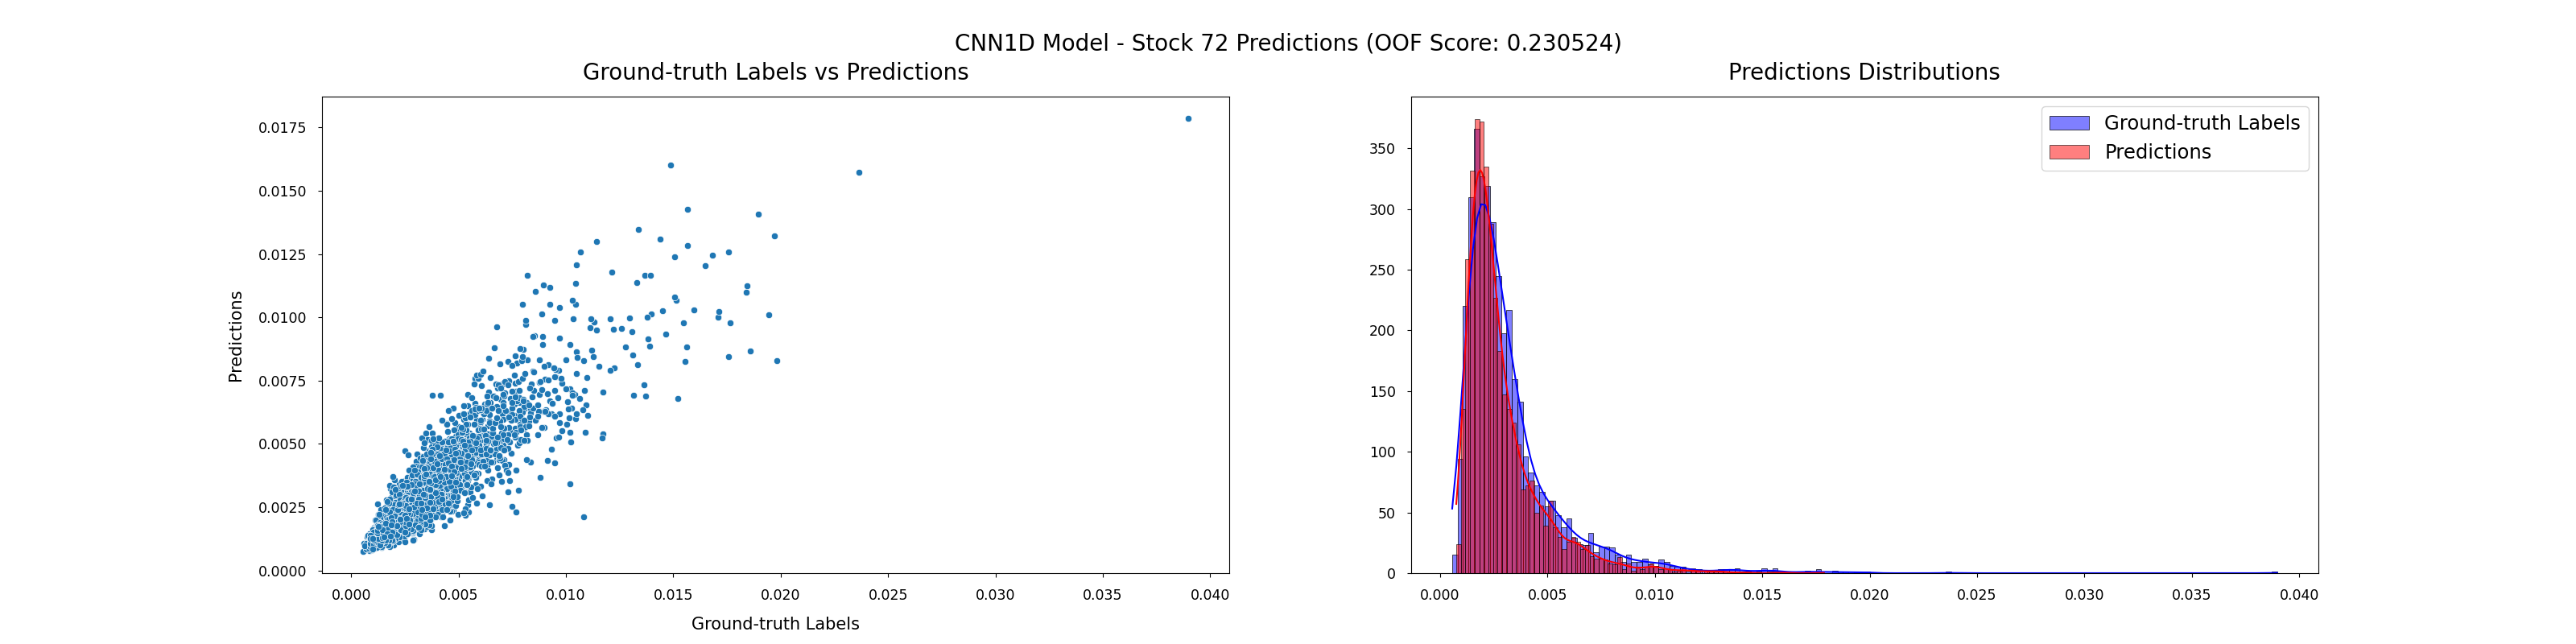 CNN1D Model - Stock 72 Predictions (OOF Score: 0.230524)
Ground-truth Labels vs Predictions
0.0175
0.0150
0.0125
0.0100
0.0075
0.0050
0.0025
0.0000
Predictions
0.000 0.005 0.010 0.015 0.020 0.025 0.030 0.035 0.040
Ground-truth Labels
Predictions Distributions
Ground-truth Labels
Predictions
350
300
250
200
150
100
50
0
0.000 0.005 0.010 0.015 0.020 0.025 0.030 0.035 0.040